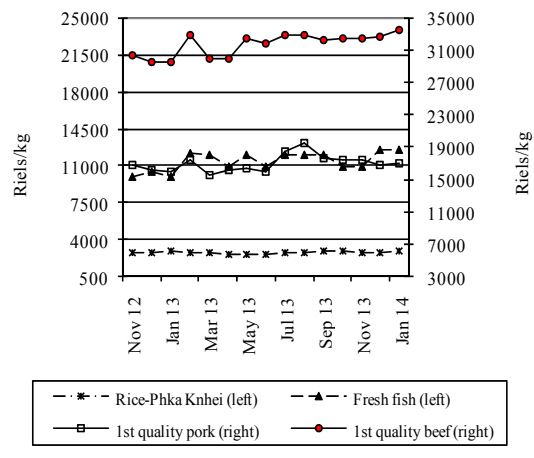 25000
21500
18000
14500
11000
7500
4000
500
Riels/kg
35000
31000
27000
23000
19000
15000
11000
7000
3000
Riels/kg
Nov 12
Jan 13
Mar 13
May 13
Jul 13
Sep 13
Nov 13
Jan 14
Rice-Phka Knhei (left)
Fresh fish (left)
1st quality pork (right)
1st quality beef (right)